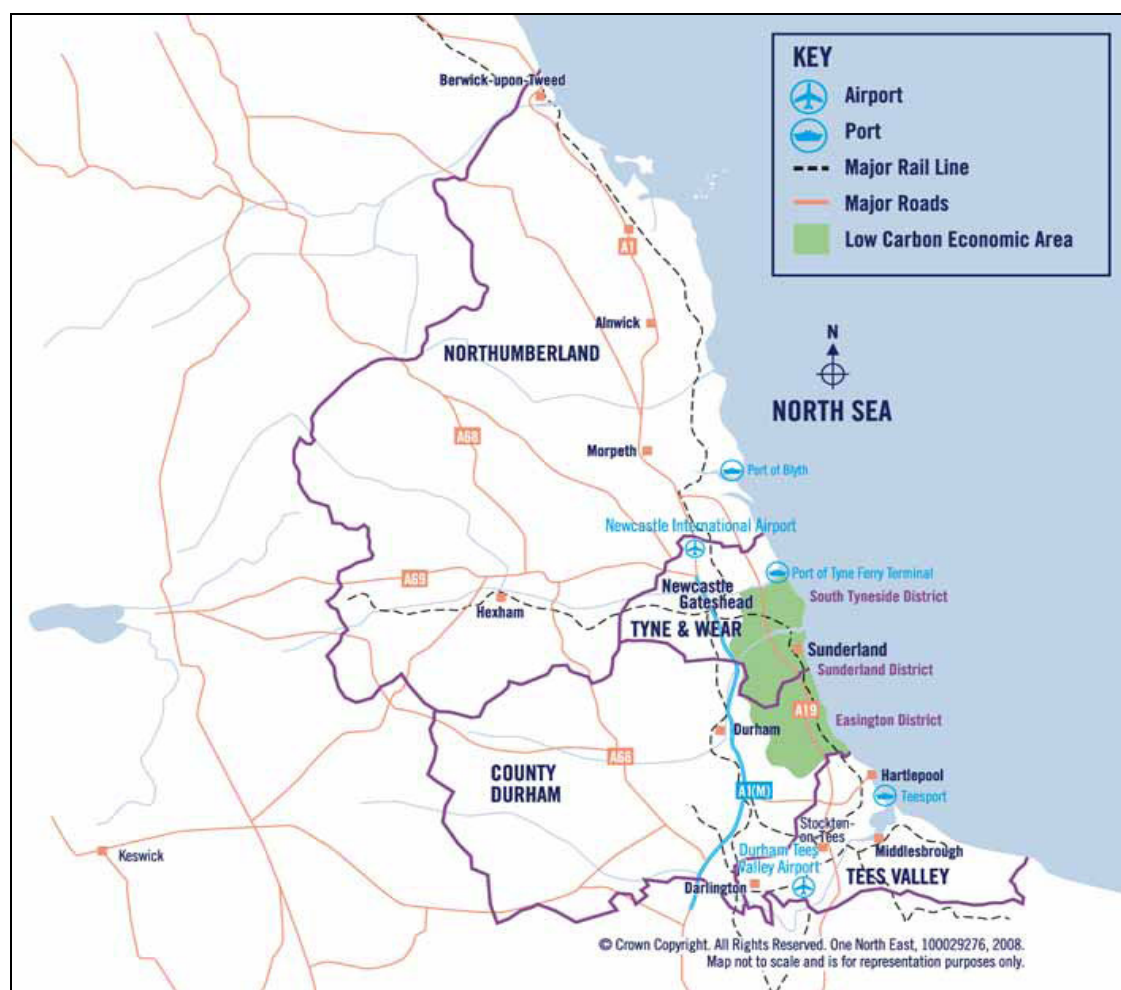 KEY
Airport
Port
Major Rail Line
Major Roads
Low Carbon Economic Area
Berwick-upon-Tweed
A1
Alnwick
N
NORTHUMBERLAND
NORTH SEA
A68
Morpeth
Port of Blyth
Newcastle International Airport
A69
Port of Tyne Ferry Terminal
Newcastle
Gateshead
South Tyneside District
Hexham
TYNE & WEAR
Sunderland
Sunderland District
A19
Easington District
Durham
A68
COUNTY
DURHAM
Hartlepool
A1(M)
Teesport
Stockton-
on-Tees
Keswick
Durham Tees
Valley Airport
Middlesbrough
TEES VALLEY
Darlington
© Crown Copyright. All Rights Reserved. One North East, 100029276, 2008.
Map not to scale and is for representation purposes only.